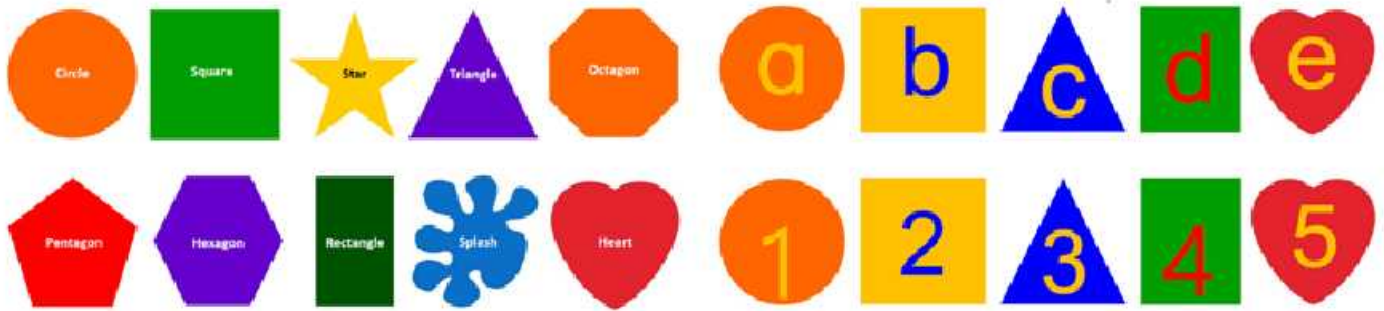 Circle Square Star Triangle Octagon a b c d e
Pentagon Hexagon Rectangle Splash Heart 1 2 3 4 5